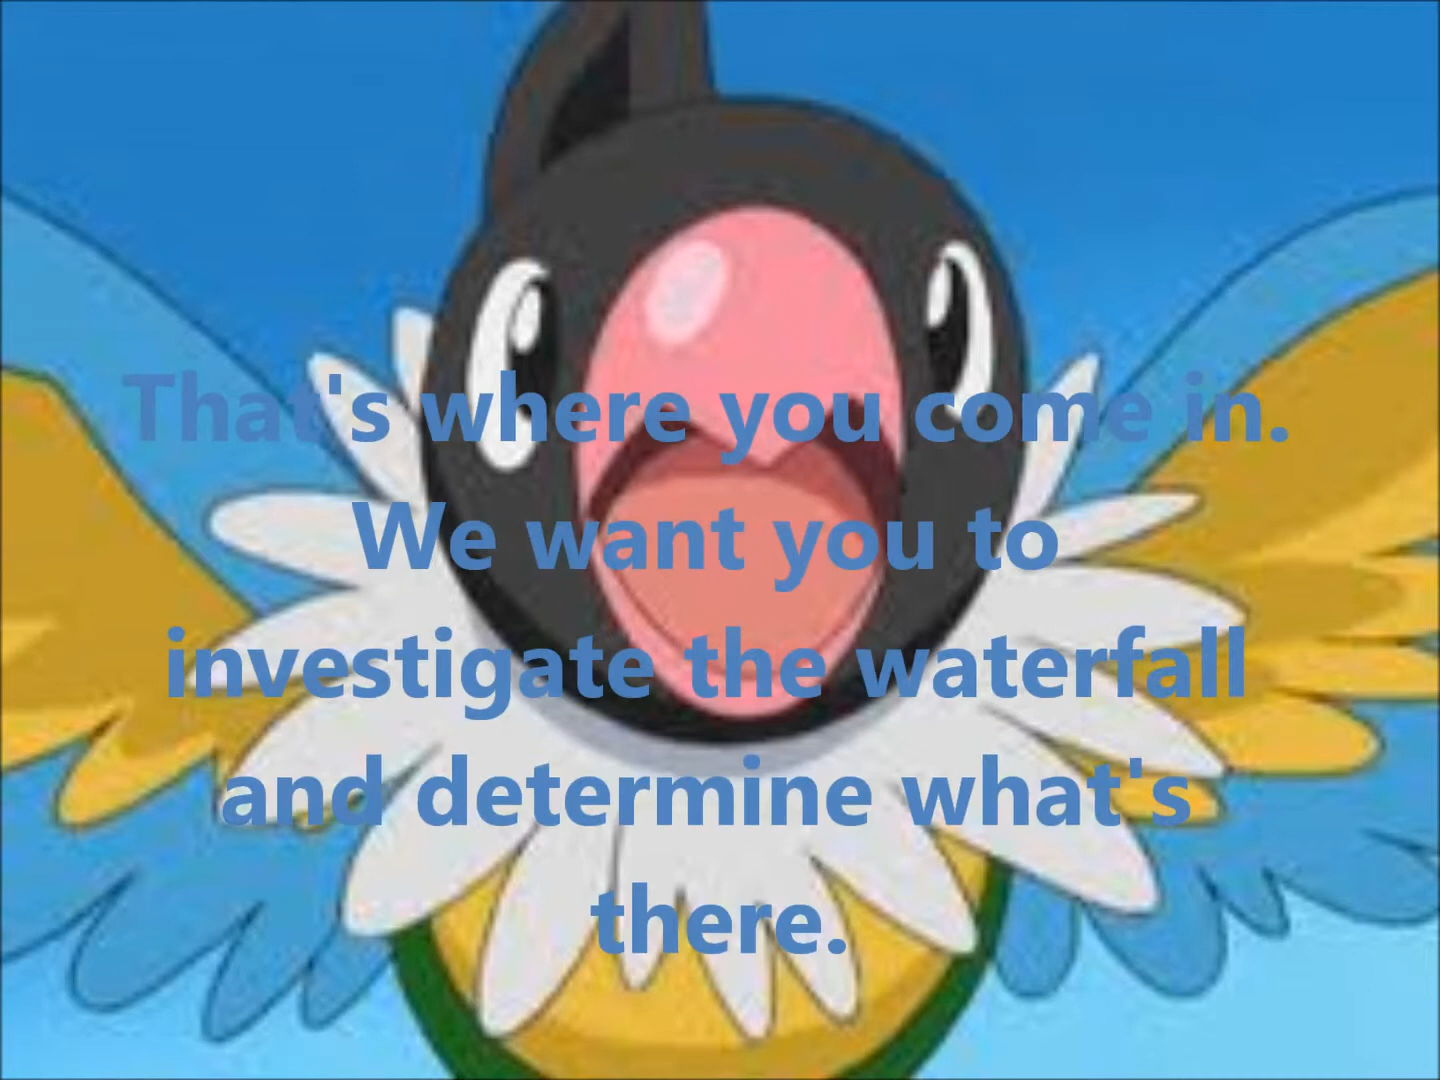 That's where you come in.
We want you to
investigate the waterfall
and determine what's
there.